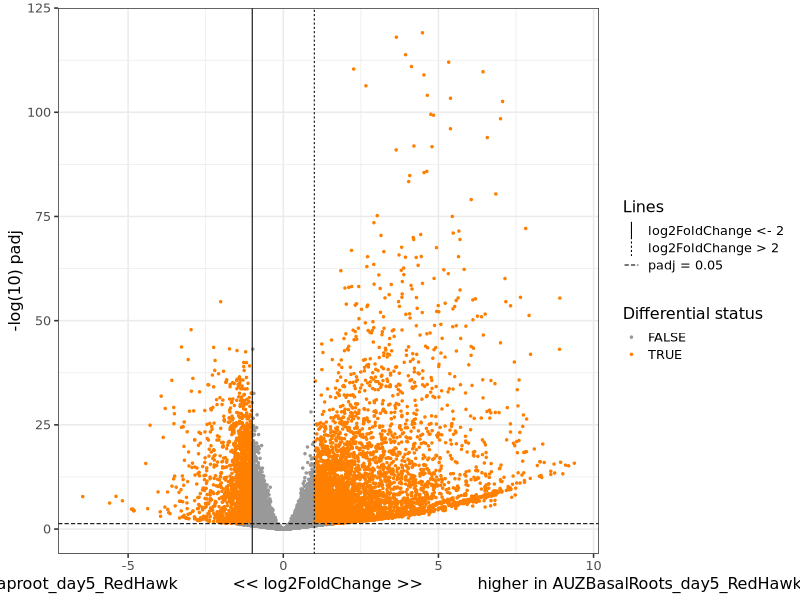 125
100
75
50
25
0
-log(10) padj
-5
0
5
10
aproot_day5_RedHawk << log2FoldChange >> higher in AUZBasalRoots_day5_RedHawk
Lines
log2FoldChange <- 2
log2FoldChange > 2
padj = 0.05
Differential status
FALSE
TRUE